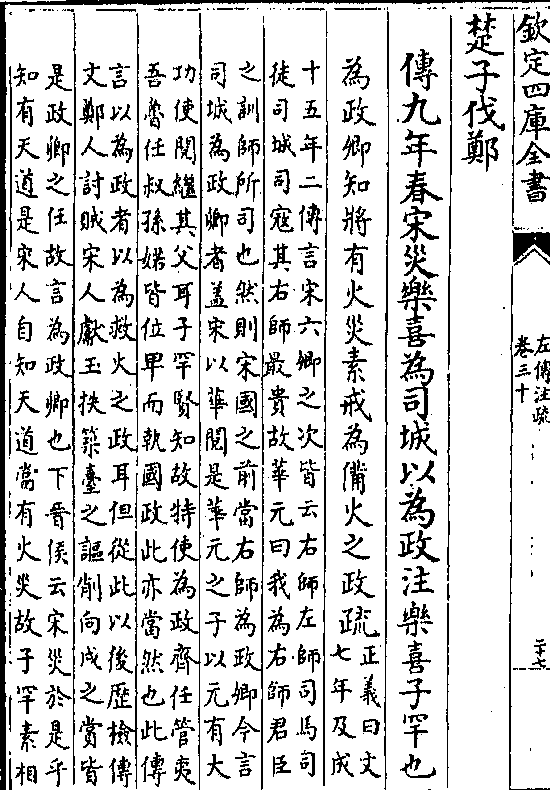 欽定四庫全書
左傳注疏
卷三十
二十七
楚子伐鄭
傳九年春宋災樂喜為司城以為政注樂喜子罕也
為政卿知將有火災素戒為備火之政疏
正義曰文
七年及成
十五年二傳言宋六卿之次皆云右師左師司馬司
徒司城司寇其右師最貴故華元曰我為右師君臣
之訓師所司也然則宋國之前當右師為政卿今言
司城為政卿者蓋宋以華閱是華元之子以元有大
功使閱繼其父耳子罕賢知故特使為政齊任管夷
吾魯任叔孫婼皆位卑而執國政此亦當然也此傳
言以為政者以為救火之政耳但從此以後歷檢傳
文鄭人討賊宋人獻玉抶築臺之謳削向戌之賞皆
是政卿之任故言為政卿也下晉侯云宋災於是乎
知有天道是宋人自知天道當有火災故子罕素相